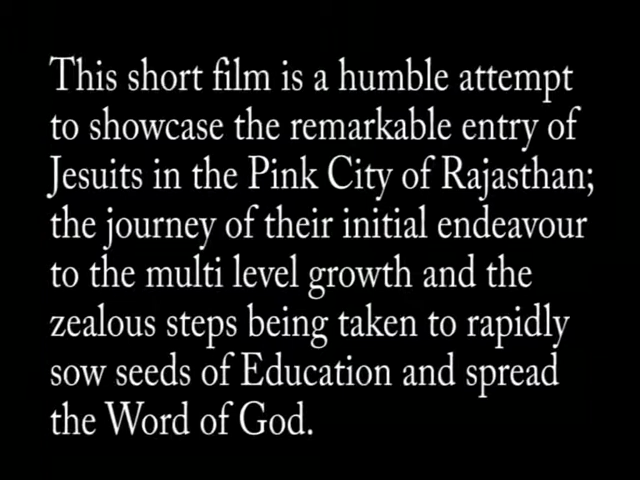 This short film is a humble attempt
to showcase the remarkable entry of
Jesuits in the Pink City of Rajasthan;
the journey of their initial endeavour
to the multi level growth and the
zealous steps being taken to rapidly
sow seeds of Education and spread
the Word of God.